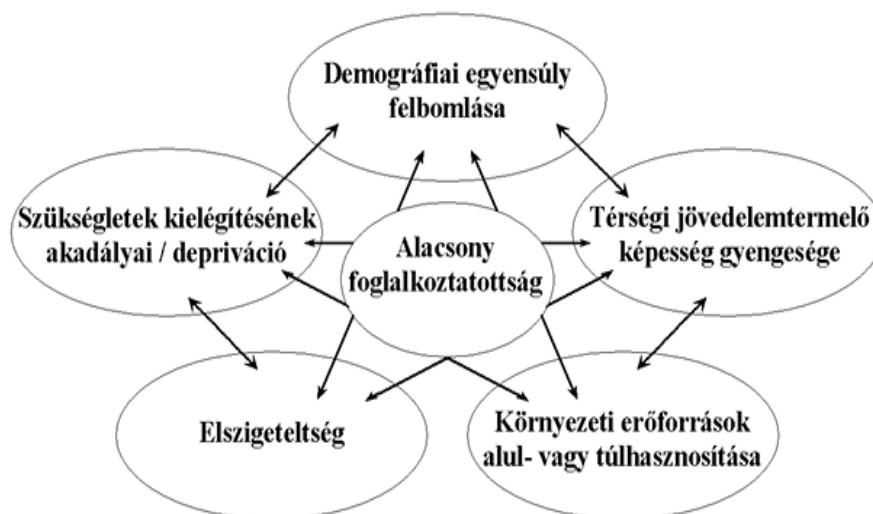 Demográfiai egyensúly
felbomlása
Szükségletek kielégítésének
akadályai / depriváció
Térségi jövedelemtermelő
képesség gyengesége
Alacsony
foglalkoztatottság
Elszigeteltség
Környezeti erőforrások
alul- vagy túlhasznosítása